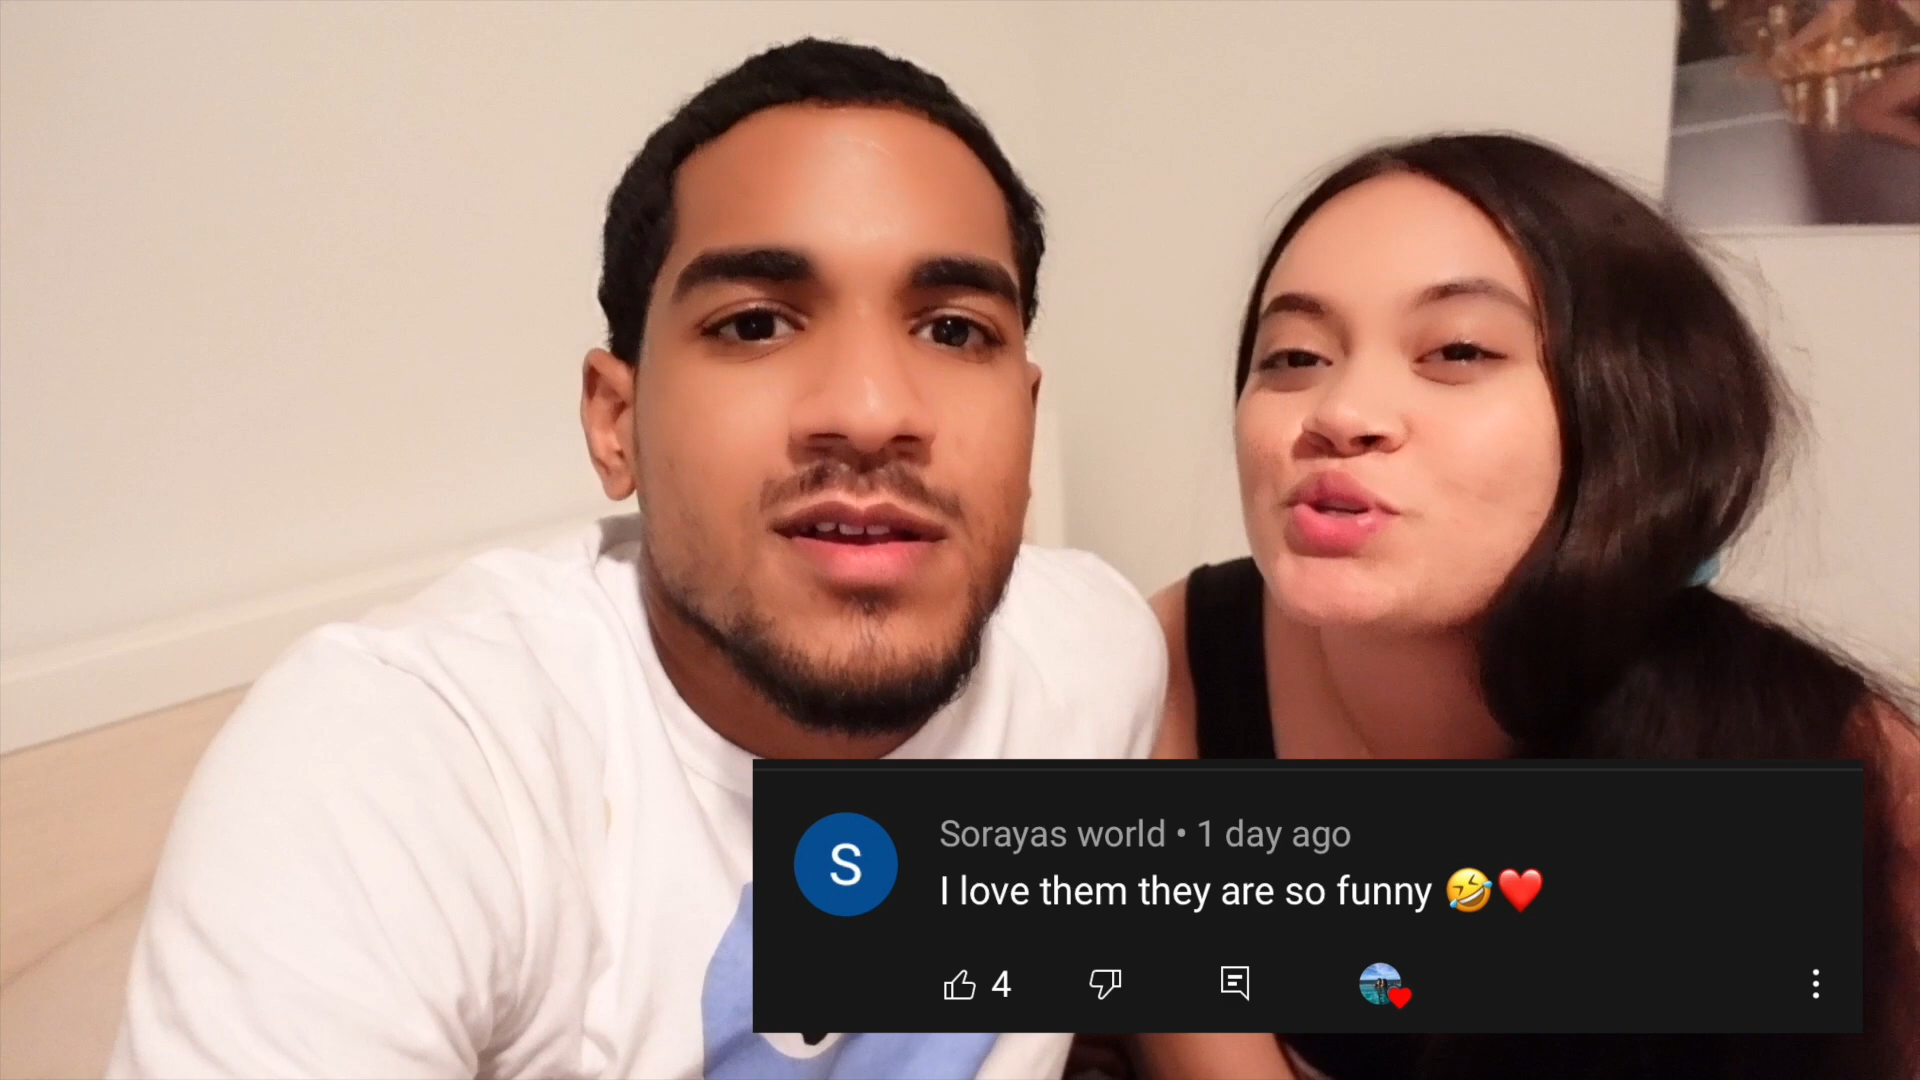 S
Sorayas world • 1 day ago
I love them they are so funny 🤣❤️
4